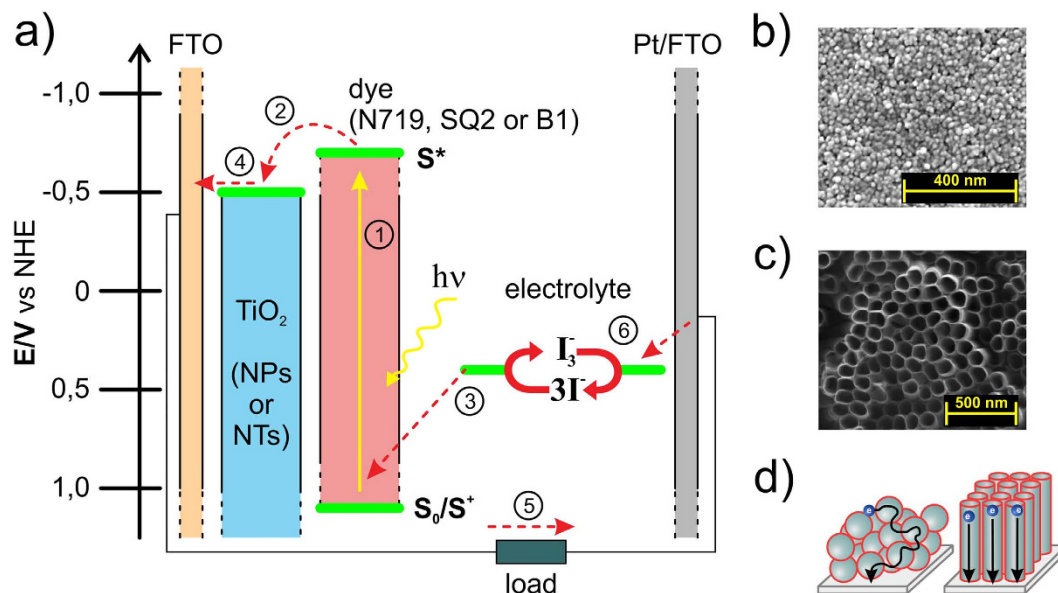 a)
FTO
Pt/FTO
E/V vs NHE
-1,0
-0,5
0
0,5
1,0
dye
(N719, SQ2 or B1)
S*
②
④
①
TiO₂
(NPs
or
NTs)
hν
electrolyte
I₃⁻
3I⁻
⑥
③
S₀/S⁺
⑤
load
b)
400 nm
c)
500 nm
d)
e
e e e